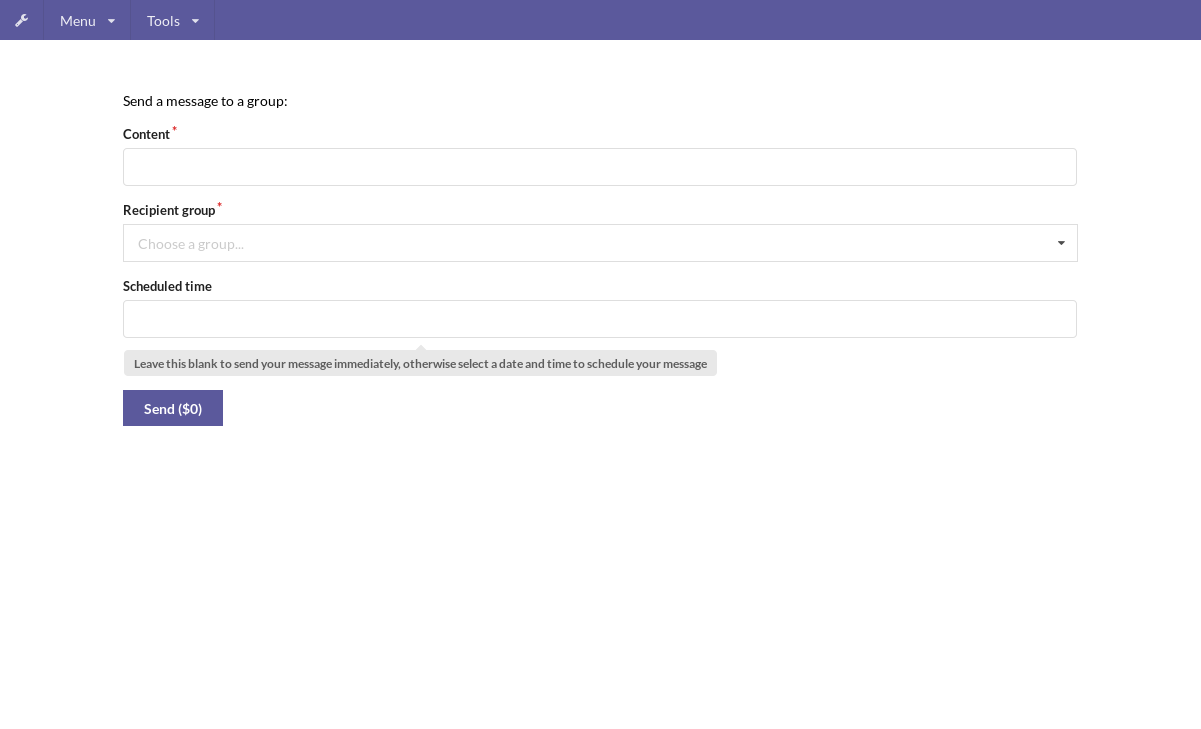 Menu Tools
Send a message to a group:
Content*
Recipient group*
Choose a group...
Scheduled time
Leave this blank to send your message immediately, otherwise select a date and time to schedule your message
Send ($0)